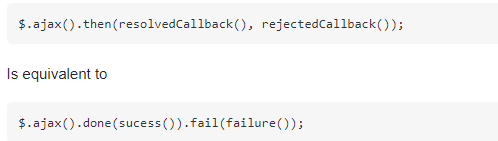 $.ajax().then(resolvedCallback(), rejectedCallback());
Is equivalent to
$.ajax().done(sucess()).fail(failure());